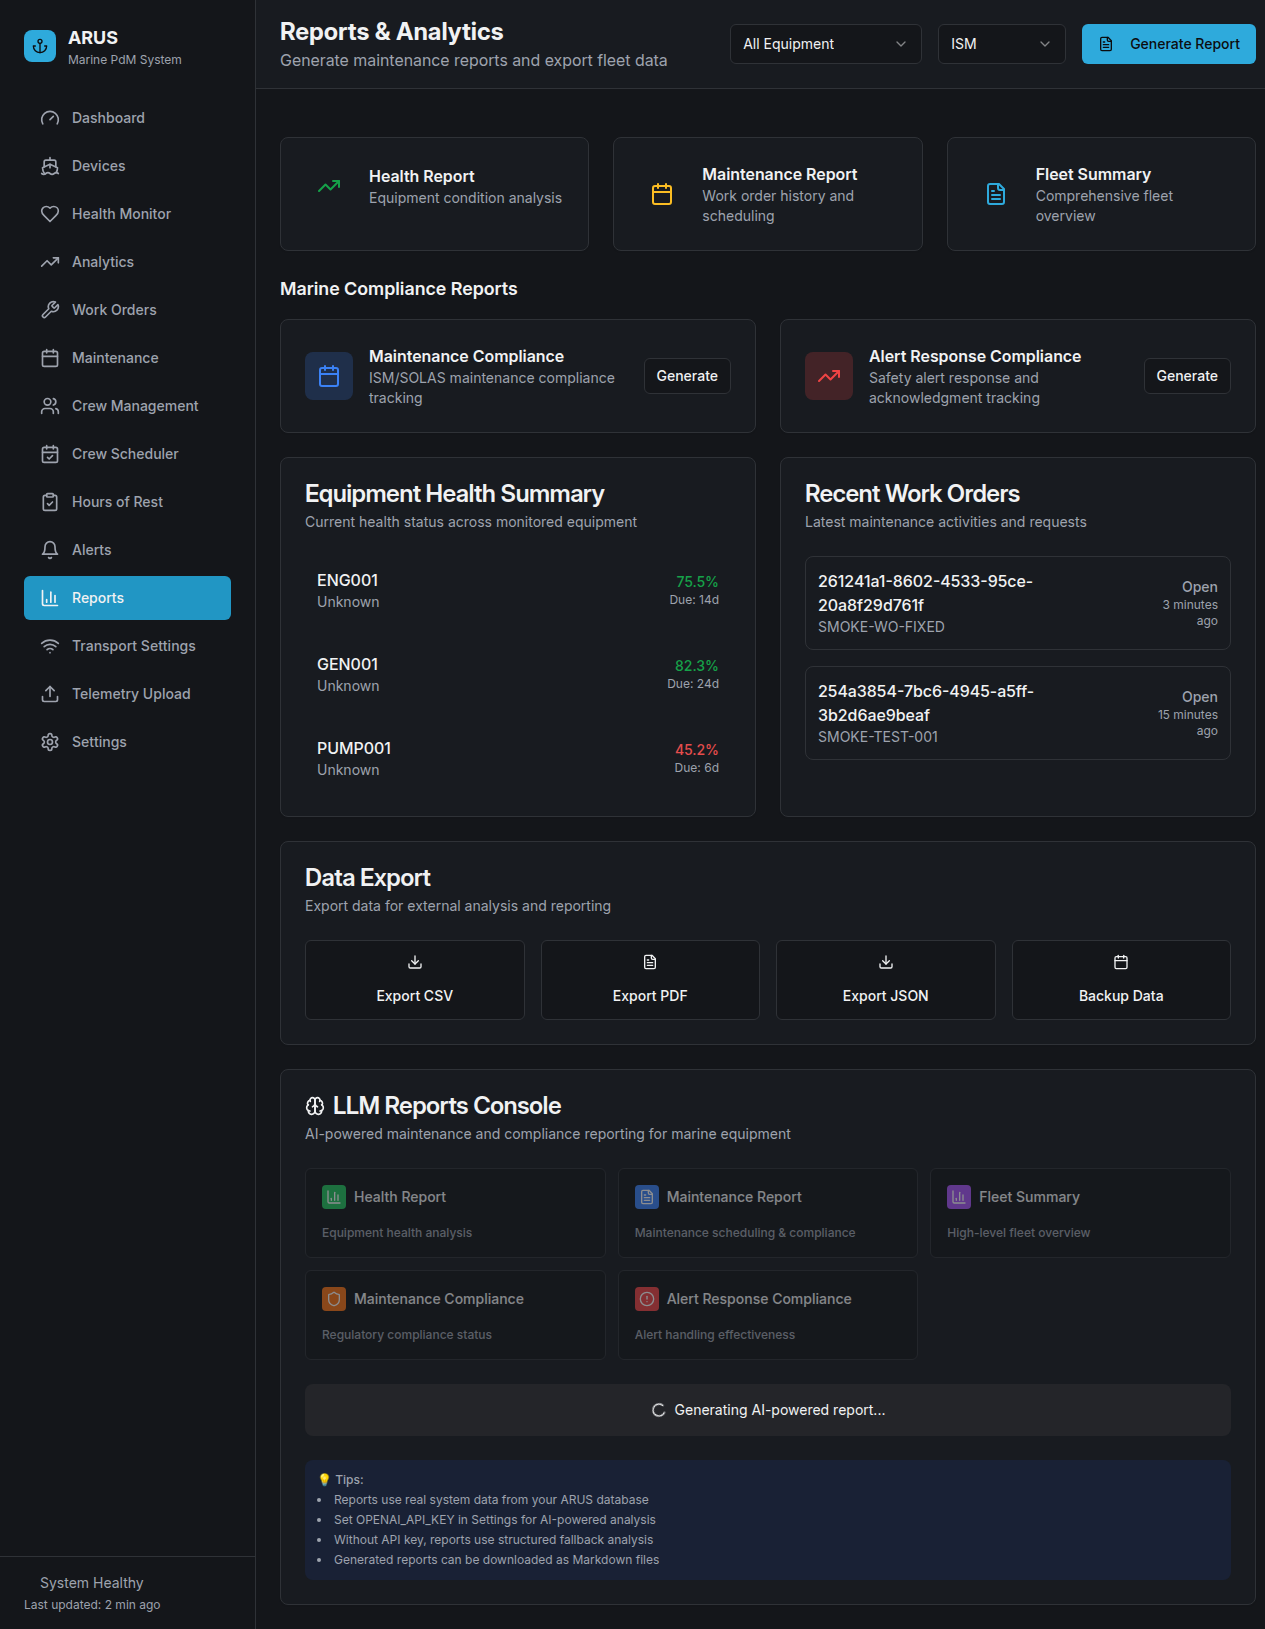 ARUS
Marine PdM System
Dashboard
Devices
Health Monitor
Analytics
Work Orders
Maintenance
Crew Management
Crew Scheduler
Hours of Rest
Alerts
Reports
Transport Settings
Telemetry Upload
Settings
System Healthy
Last updated: 2 min ago
Reports & Analytics
Generate maintenance reports and export fleet data
All Equipment
ISM
Generate Report
Health Report
Equipment condition analysis
Maintenance Report
Work order history and
scheduling
Fleet Summary
Comprehensive fleet
overview
Marine Compliance Reports
Maintenance Compliance
ISM/SOLAS maintenance compliance
tracking
Generate
Alert Response Compliance
Safety alert response and
acknowledgment tracking
Generate
Equipment Health Summary
Current health status across monitored equipment
ENG001
Unknown
75.5%
Due: 14d
GEN001
Unknown
82.3%
Due: 24d
PUMP001
Unknown
45.2%
Due: 6d
Recent Work Orders
Latest maintenance activities and requests
261241a1-8602-4533-95ce-
20a8f29d761f
SMOKE-WO-FIXED
Open
3 minutes
ago
254a3854-7bc6-4945-a5ff-
3b2d6ae9beaf
SMOKE-TEST-001
Open
15 minutes
ago
Data Export
Export data for external analysis and reporting
Export CSV
Export PDF
Export JSON
Backup Data
LLM Reports Console
AI-powered maintenance and compliance reporting for marine equipment
Health Report
Equipment health analysis
Maintenance Report
Maintenance scheduling & compliance
Fleet Summary
High-level fleet overview
Maintenance Compliance
Regulatory compliance status
Alert Response Compliance
Alert handling effectiveness
Generating AI-powered report...
💡 Tips:
• Reports use real system data from your ARUS database
• Set OPENAI_API_KEY in Settings for AI-powered analysis
• Without API key, reports use structured fallback analysis
• Generated reports can be downloaded as Markdown files